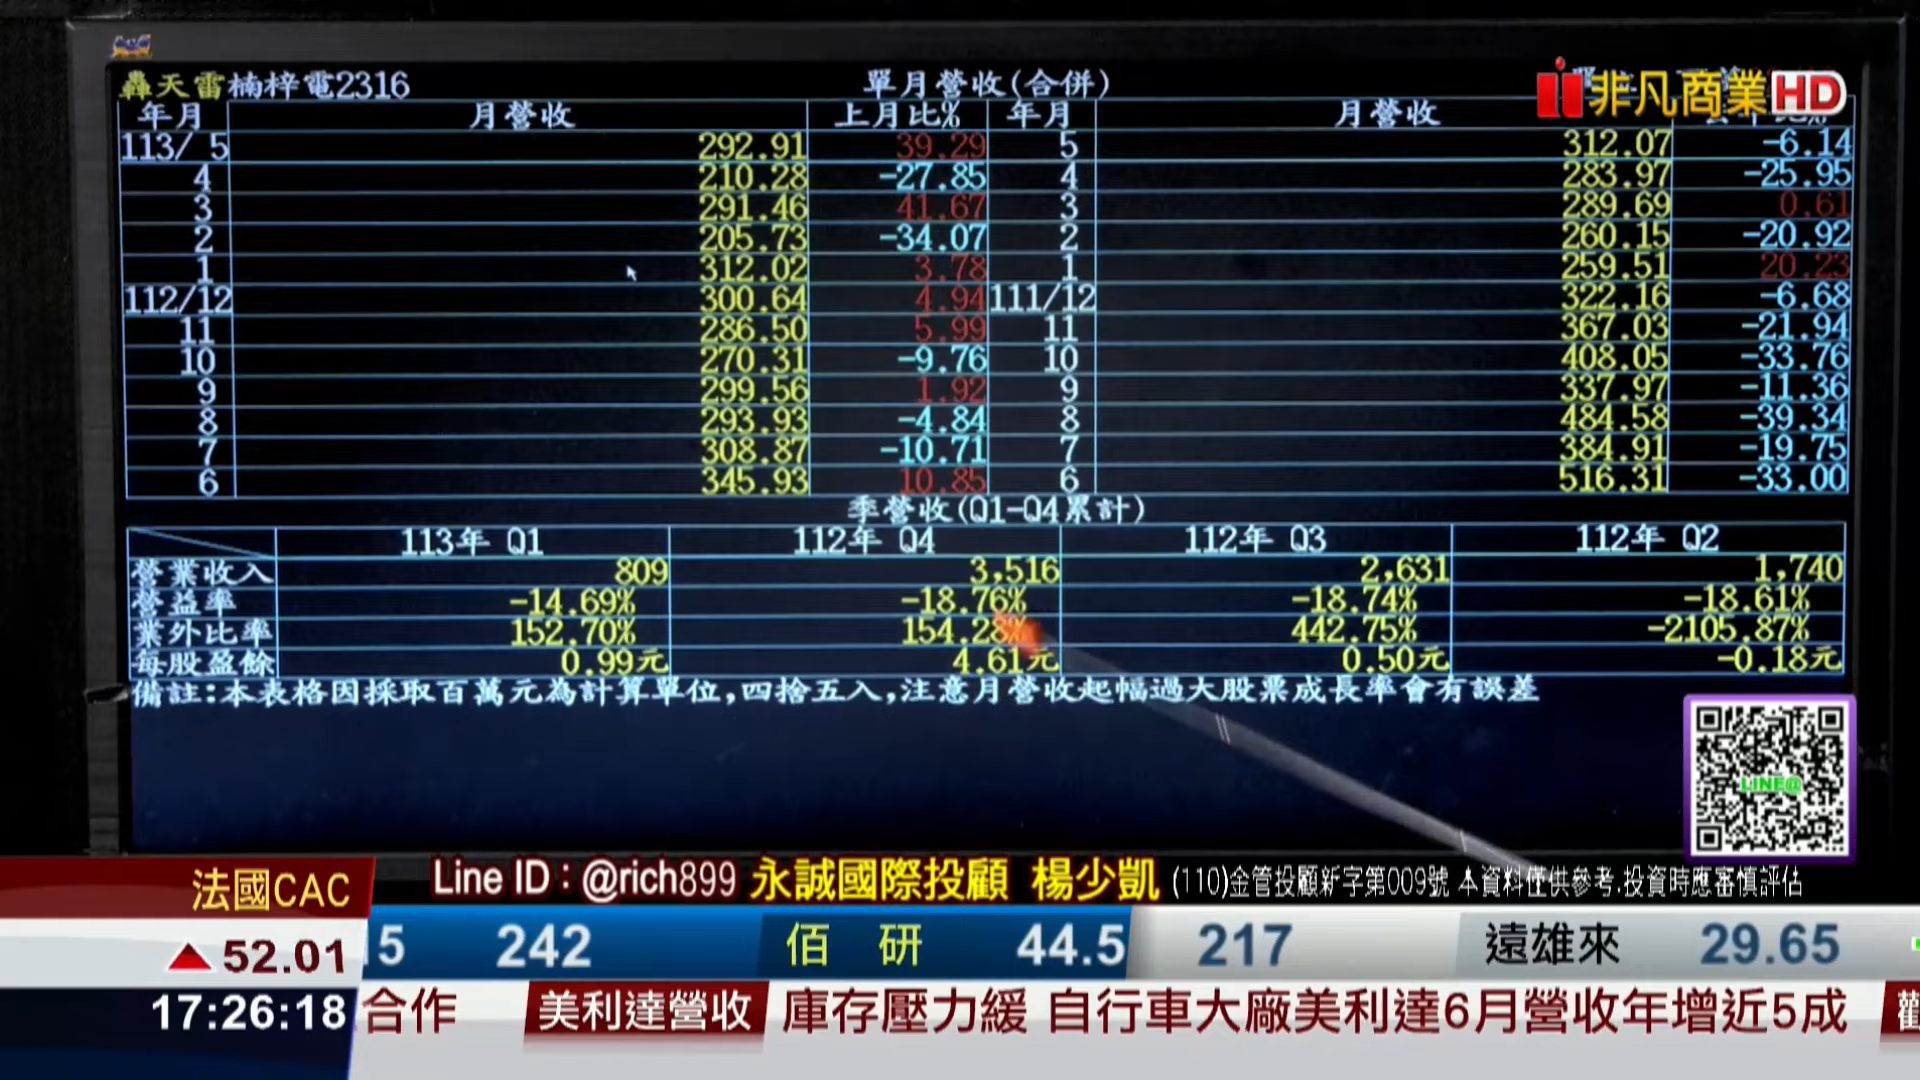 轟天雷楠梓電2316 單月營收(合併)
非凡商業HD
年月 月營收 上月比% 年月 月營收
113/ 5 292.91 39.29 5 312.07 -6.14
4 210.28 -27.85 4 283.97 -25.95
3 291.46 41.67 3 289.69 0.61
2 205.73 -34.07 2 260.15 -20.92
1 312.02 3.78 1 259.51 20.23
112/12 300.64 4.94 111/12 322.16 -6.68
11 286.50 5.99 11 367.03 -21.94
10 270.31 -9.76 10 408.05 -33.76
9 299.56 1.92 9 337.97 -11.36
8 293.93 -4.84 8 484.58 -39.34
7 308.87 -10.71 7 384.91 -19.75
6 345.93 10.85 6 516.31 -33.00
季營收(Q1-Q4累計)
113年 Q1 112年 Q4 112年 Q3 112年 Q2
營業收入 809 3,516 2,631 1,740
營益率 -14.69% -18.76% -18.74% -18.61%
業外比率 152.70% 154.28% 442.75% -2105.87%
每股盈餘 0.99元 4.61元 0.50元 -0.18元
備註:本表格因採取百萬元為計算單位,四捨五入,注意月營收起幅過大股票成長率會有誤差
LINE@
法國CAC
Line ID：@rich899 永誠國際投顧 楊少凱 (110)金管投顧新字第009號 本資料僅供參考.投資時應審慎評估
▲52.01
5 242 佰研 44.5 217 遠雄來 29.65
17:26:18
合作 美利達營收 庫存壓力緩 自行車大廠美利達6月營收年增近5成